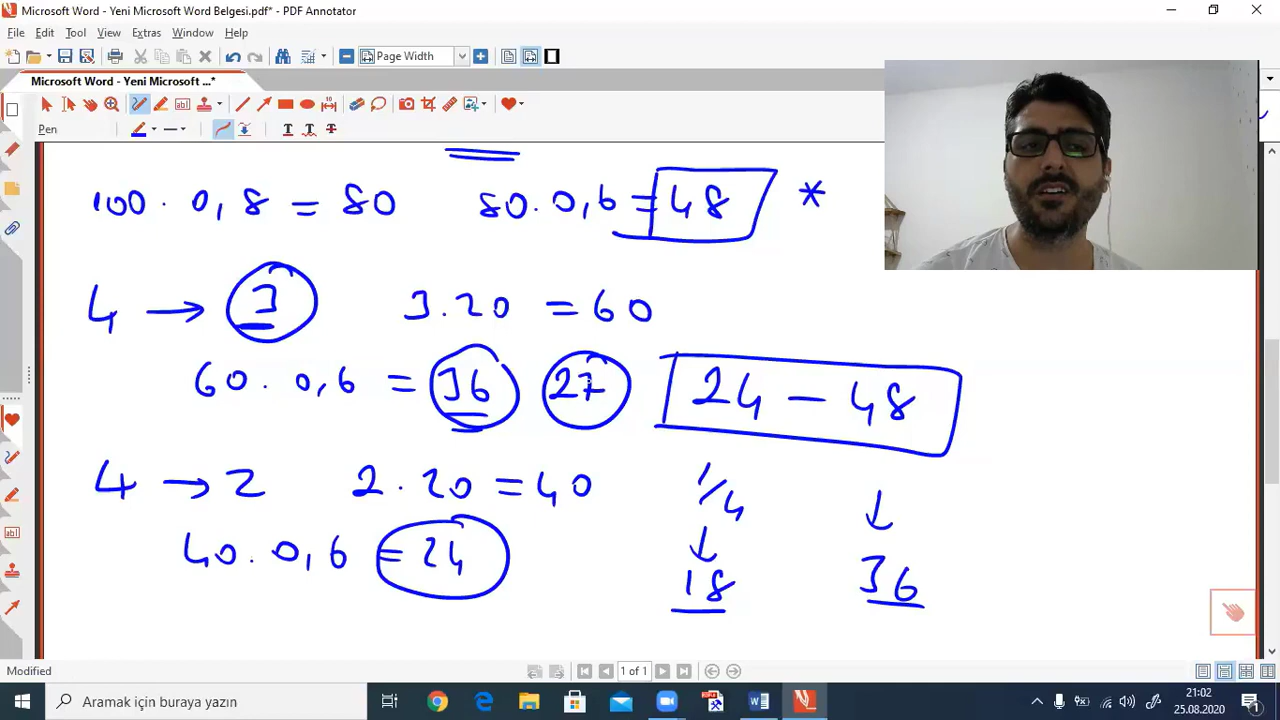 Microsoft Word - Yeni Microsoft Word Belgesi.pdf* - PDF Annotator
File Edit Tool View Extras Window Help
Page Width
Microsoft Word - Yeni Microsoft ...*
Pen
100 . 0,8 = 80 80.0,6 = 48 *
4 → 3 3.20 = 60
60. 0,6 = 36 27 24 - 48
4 → 2 2.20 = 40 1/4 ↓
40.0,6 = 24 ↓ 18 36
Modified 1 of 1
Aramak için buraya yazın 21:02
25.08.2020